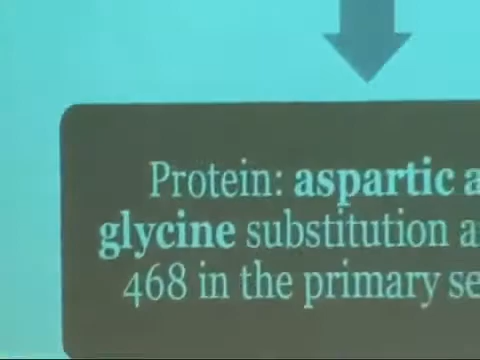 Protein: aspartic a
glycine substitution a
468 in the primary se